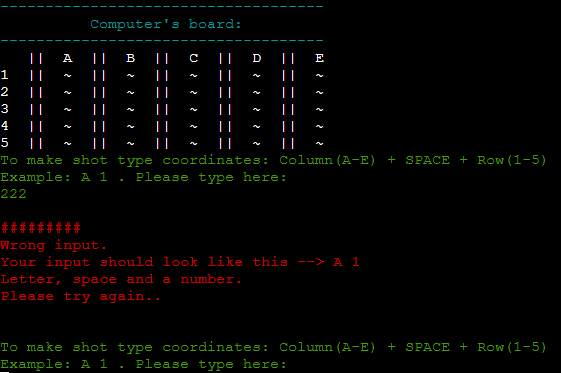 ------------------------------------
Computer's board:
------------------------------------
|| A || B || C || D || E
1 || ~ || ~ || ~ || ~ || ~
2 || ~ || ~ || ~ || ~ || ~
3 || ~ || ~ || ~ || ~ || ~
4 || ~ || ~ || ~ || ~ || ~
5 || ~ || ~ || ~ || ~ || ~
To make shot type coordinates: Column(A-E) + SPACE + Row(1-5)
Example: A 1 . Please type here:
222
#########
Wrong input.
Your input should look like this --> A 1
Letter, space and a number.
Please try again..
To make shot type coordinates: Column(A-E) + SPACE + Row(1-5)
Example: A 1 . Please type here: